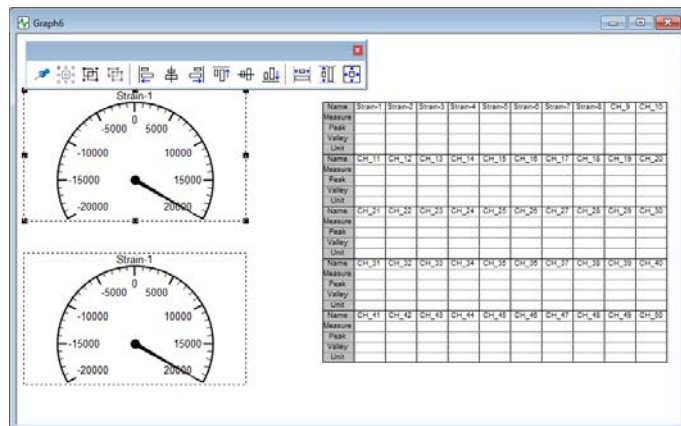 Graph6
Strain-1
0
-5000 5000
-10000 10000
-15000 15000
-20000 20000
Strain-1
0
-5000 5000
-10000 10000
-15000 15000
-20000 20000
Name Strain-1 Strain-2 Strain-3 Strain-4 Strain-5 Strain-6 Strain-7 Strain-8 CH_9 CH_10
Measure
Peak
Valley
Unit
Name CH_11 CH_12 CH_13 CH_14 CH_15 CH_16 CH_17 CH_18 CH_19 CH_20
Measure
Peak
Valley
Unit
Name CH_21 CH_22 CH_23 CH_24 CH_25 CH_26 CH_27 CH_28 CH_29 CH_30
Measure
Peak
Valley
Unit
Name CH_31 CH_32 CH_33 CH_34 CH_35 CH_36 CH_37 CH_38 CH_39 CH_40
Measure
Peak
Valley
Unit
Name CH_41 CH_42 CH_43 CH_44 CH_45 CH_46 CH_47 CH_48 CH_49 CH_50
Measure
Peak
Valley
Unit